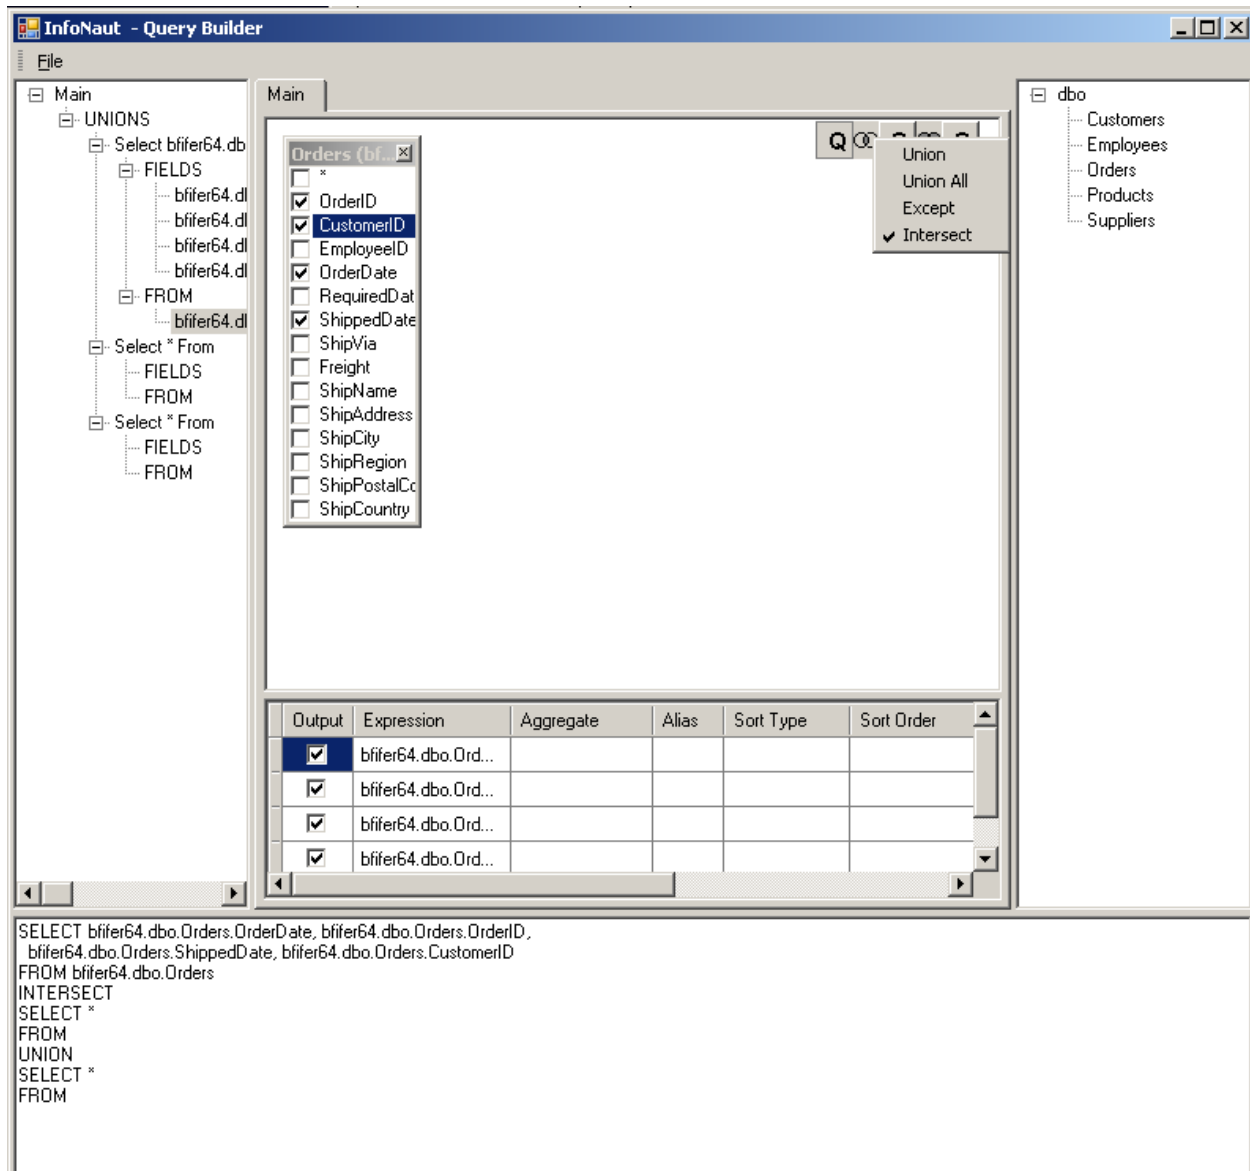 InfoNaut - Query Builder
File
Main
UNIONS
Select bfifer64.db
FIELDS
bfifer64.dl
bfifer64.dl
bfifer64.dl
bfifer64.dl
FROM
bfifer64.dl
Select * From
FIELDS
FROM
Select * From
FIELDS
FROM
Main
Orders (bf...
*
OrderID
CustomerID
EmployeeID
OrderDate
RequiredDat
ShippedDate
ShipVia
Freight
ShipName
ShipAddress
ShipCity
ShipRegion
ShipPostalCo
ShipCountry
Q
Union
Union All
Except
Intersect
dbo
Customers
Employees
Orders
Products
Suppliers
Output Expression Aggregate Alias Sort Type Sort Order
bfifer64.dbo.Ord...
bfifer64.dbo.Ord...
bfifer64.dbo.Ord...
bfifer64.dbo.Ord...
SELECT bfifer64.dbo.Orders.OrderDate, bfifer64.dbo.Orders.OrderID,
bfifer64.dbo.Orders.ShippedDate, bfifer64.dbo.Orders.CustomerID
FROM bfifer64.dbo.Orders
INTERSECT
SELECT *
FROM
UNION
SELECT *
FROM